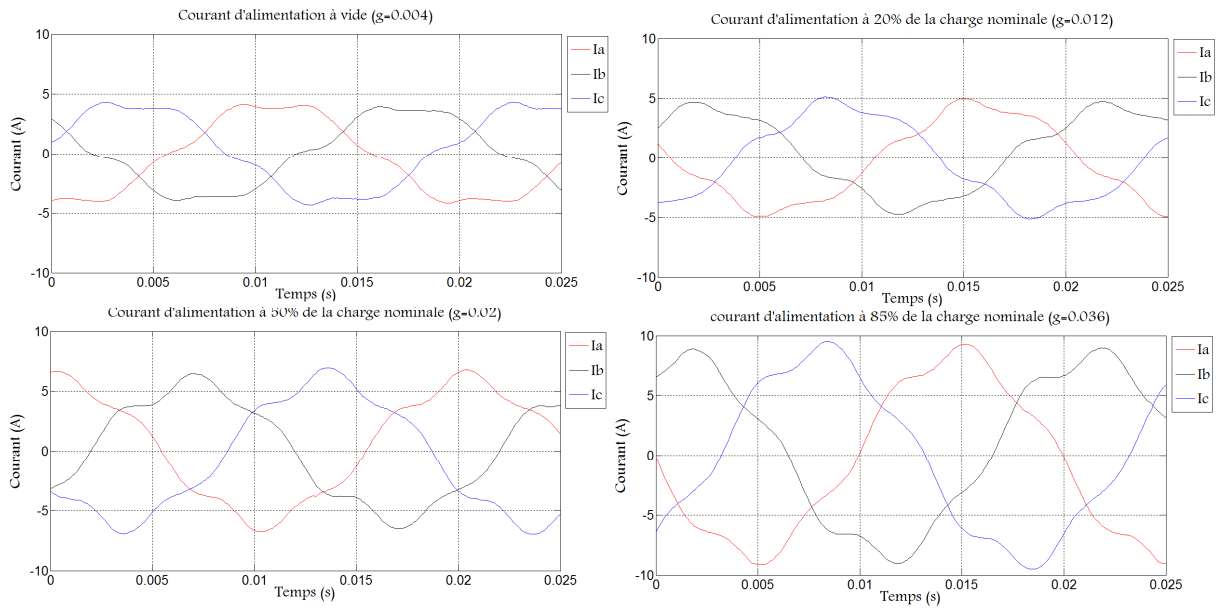 Courant d'alimentation à vide (g=0.004)
10
5
0
-5
-10
Courant (A)
0 0.005 0.01 0.015 0.02 0.025
Temps (s)
Ia
Ib
Ic
Courant d'alimentation à 20% de la charge nominale (g=0.012)
10
5
0
-5
-10
Courant (A)
0 0.005 0.01 0.015 0.02 0.025
Temps (s)
Ia
Ib
Ic
Courant d'alimentation à 50% de la charge nominale (g=0.02)
10
5
0
-5
-10
Courant (A)
0 0.005 0.01 0.015 0.02 0.025
Temps (s)
Ia
Ib
Ic
courant d'alimentation à 85% de la charge nominale (g=0.036)
10
5
0
-5
-10
Courant (A)
0 0.005 0.01 0.015 0.02 0.025
Temps (s)
Ia
Ib
Ic